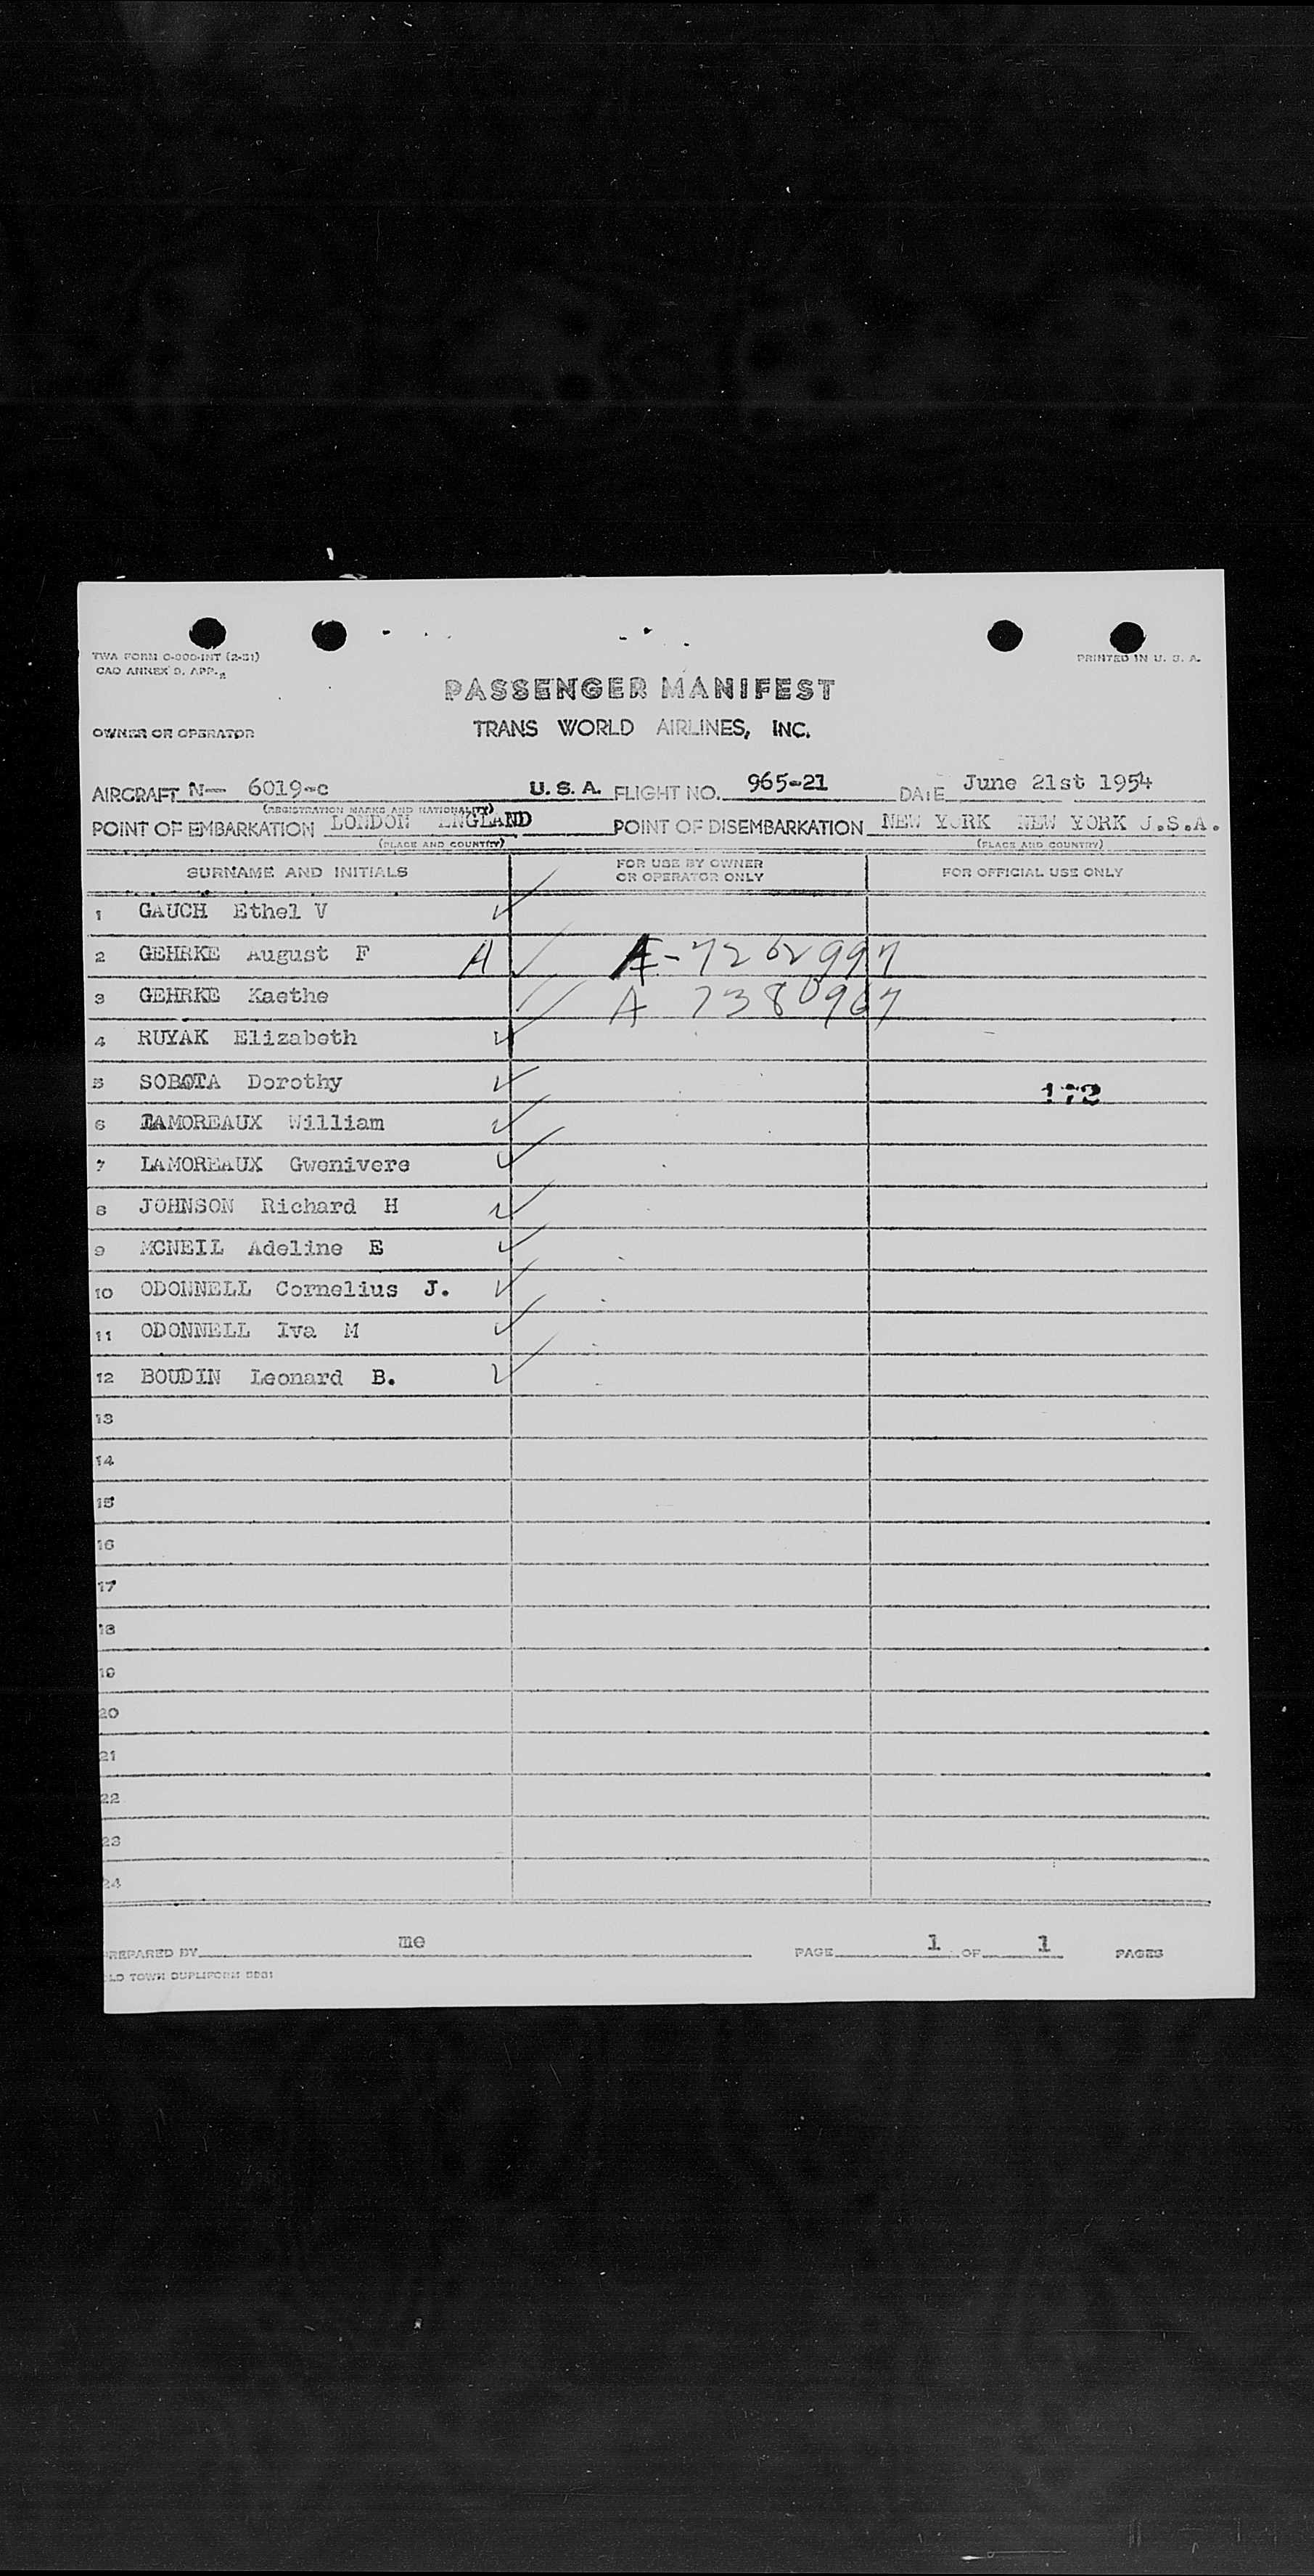 TWA FORM O-900-INT (2-51)
PRINTED IN U. S. A.
CAO ANNEX 9, APP.
PASSENGER MANIFEST
OWNER OR OPERATOR
TRANS WORLD AIRLINES, INC.
AIRCRAFT N— 6019-c U. S. A. FLIGHT NO. 965-21 DATE June 21st 1954
(REGISTRATION MARKS AND NATIONALITY)
POINT OF EMBARKATION LONDON ENGLAND POINT OF DISEMBARKATION NEW YORK NEW YORK U.S.A.
(PLACE AND COUNTRY) (PLACE AND COUNTRY)
SURNAME AND INITIALS FOR USE BY OWNER OR OPERATOR ONLY FOR OFFICIAL USE ONLY
1 GAUCH Ethel V
2 GEHRKE August F A A-7262997
3 GEHRKE Kaethe A 7380967
4 RUYAK Elizabeth
5 SOBOTA Dorothy 172
6 LAMOREAUX William
7 LAMOREAUX Gwenivere
8 JOHNSON Richard H
9 MCNEIL Adeline E
10 ODONNELL Cornelius J.
11 ODONNELL Iva M
12 BOUDIN Leonard B.
13
14
15
16
17
18
19
20
21
22
23
24
PREPARED BY me PAGE 1 OF 1 PAGES
OLD TOWN DUPLIFORM